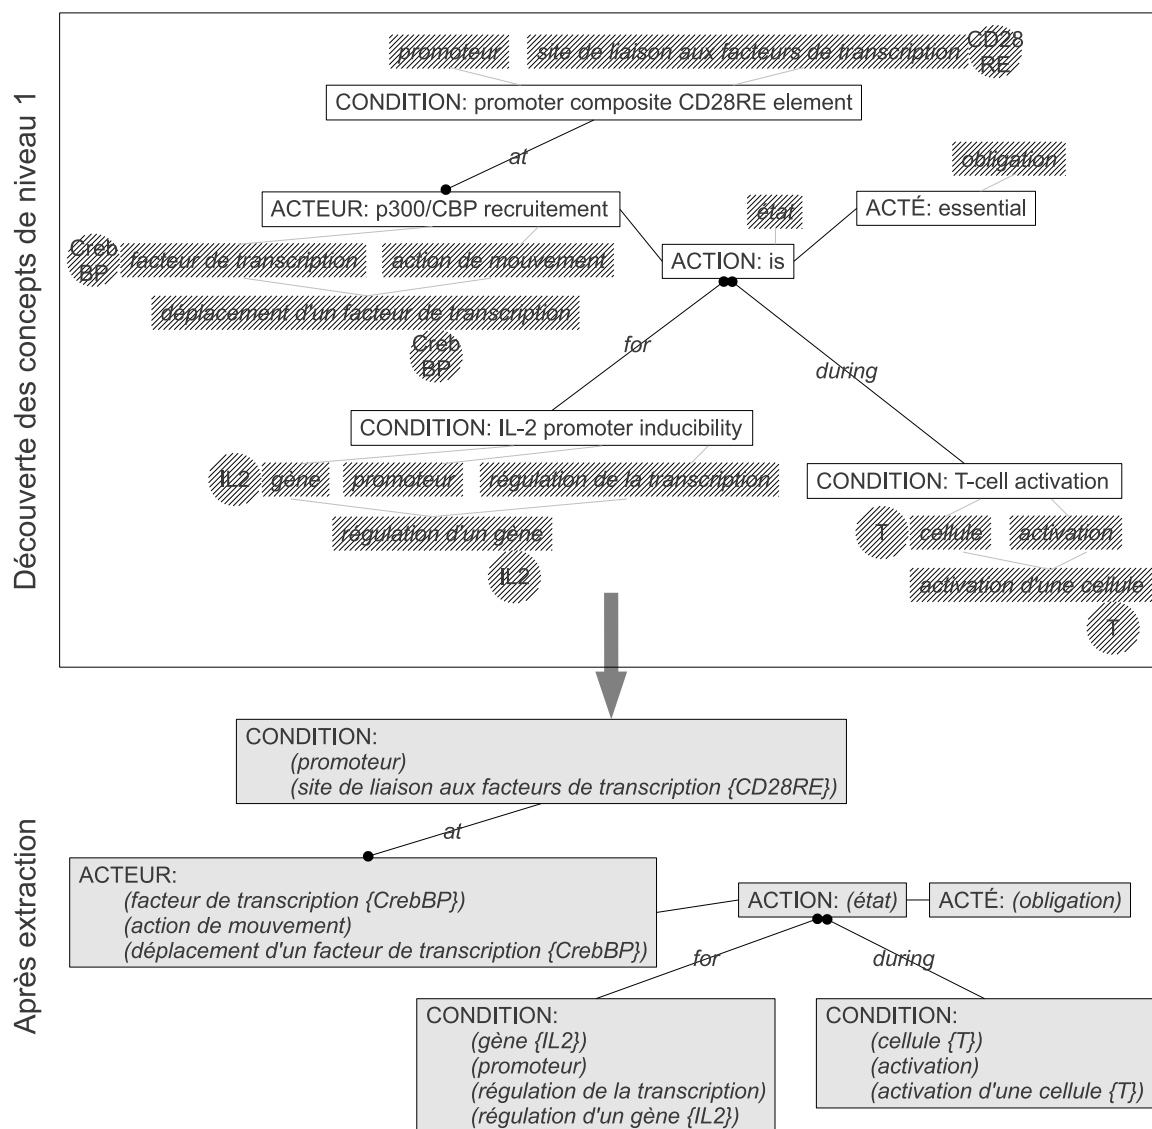 Découverte des concepts de niveau 1
promoteur
site de liaison aux facteurs de transcription
CD28
RE
CONDITION: promoter composite CD28RE element
at
obligation
ACTEUR: p300/CBP recruitement
état
ACTÉ: essential
Creb
BP
facteur de transcription
action de mouvement
ACTION: is
déplacement d'un facteur de transcription
Creb
BP
for
during
CONDITION: IL-2 promoter inducibility
IL2
gène
promoteur
régulation de la transcription
CONDITION: T-cell activation
régulation d'un gène
T
cellule
activation
IL2
activation d'une cellule
T
Après extraction
CONDITION:
(promoteur)
(site de liaison aux facteurs de transcription {CD28RE})
at
ACTEUR:
(facteur de transcription {CrebBP})
(action de mouvement)
(déplacement d'un facteur de transcription {CrebBP})
ACTION: (état)
ACTÉ: (obligation)
for
during
CONDITION:
(gène {IL2})
(promoteur)
(régulation de la transcription)
(régulation d'un gène {IL2})
CONDITION:
(cellule {T})
(activation)
(activation d'une cellule {T})